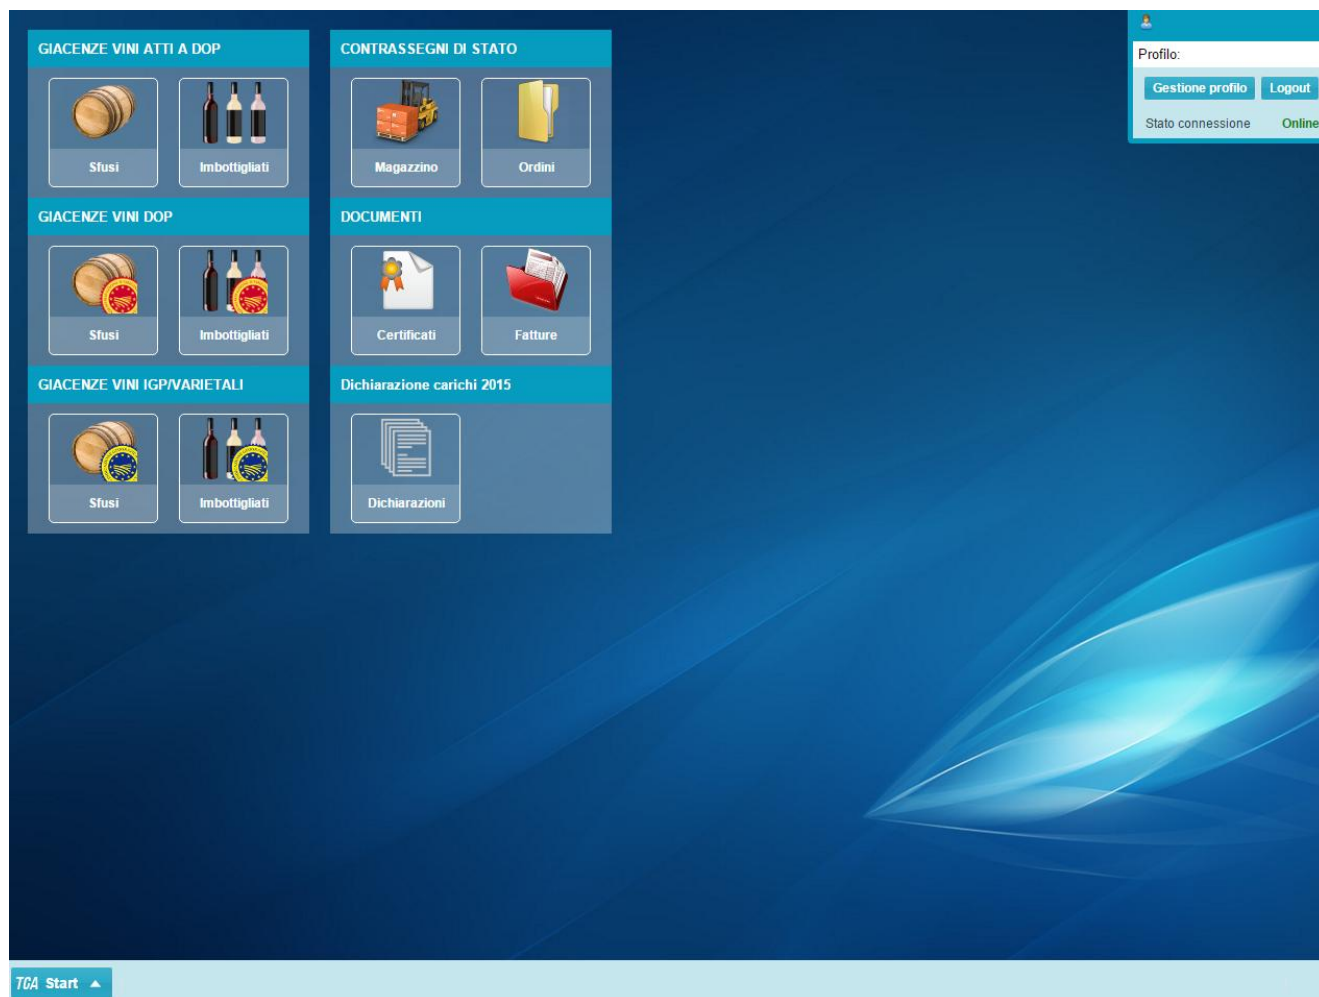 GIACENZE VINI ATTI A DOP
Sfusi
Imbottigliati
GIACENZE VINI DOP
Sfusi
Imbottigliati
GIACENZE VINI IGP/VARIETALI
Sfusi
Imbottigliati
CONTRASSEGNI DI STATO
Magazzino
Ordini
DOCUMENTI
Certificati
Fatture
Dichiarazione carichi 2015
Dichiarazioni
Profilo:
Gestione profilo Logout
Stato connessione Online
TCA Start